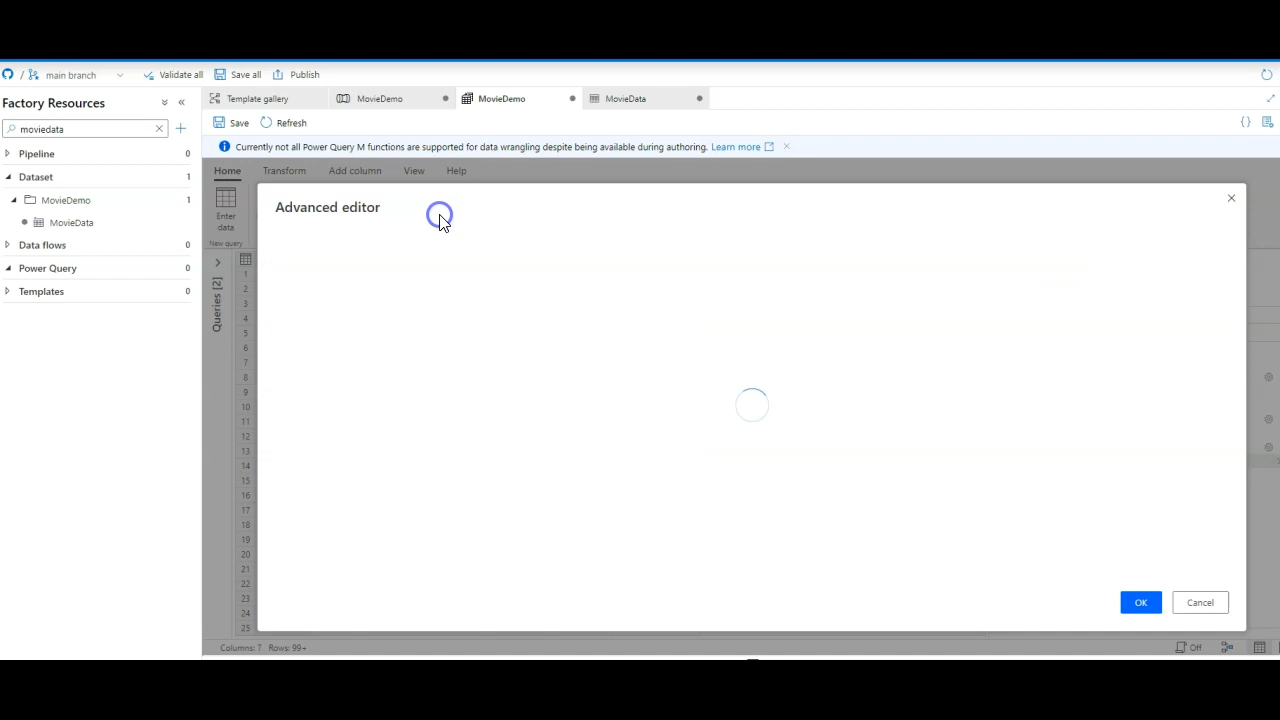 / main branch
Validate all
Save all
Publish
Factory Resources
moviedata
Pipeline 0
Dataset 1
MovieDemo 1
MovieData
Data flows 0
Power Query 0
Templates 0
Template gallery
MovieDemo
MovieDemo
MovieData
Save
Refresh
{}
Currently not all Power Query M functions are supported for data wrangling despite being available during authoring. Learn more
Home Transform Add column View Help
Enter
data
New query
Queries [2]
Advanced editor
1
2
3
4
5
6
7
8
9
10
11
12
13
14
15
16
17
18
19
20
21
22
23
24
25
OK
Cancel
Columns: 7 Rows: 99+
Off